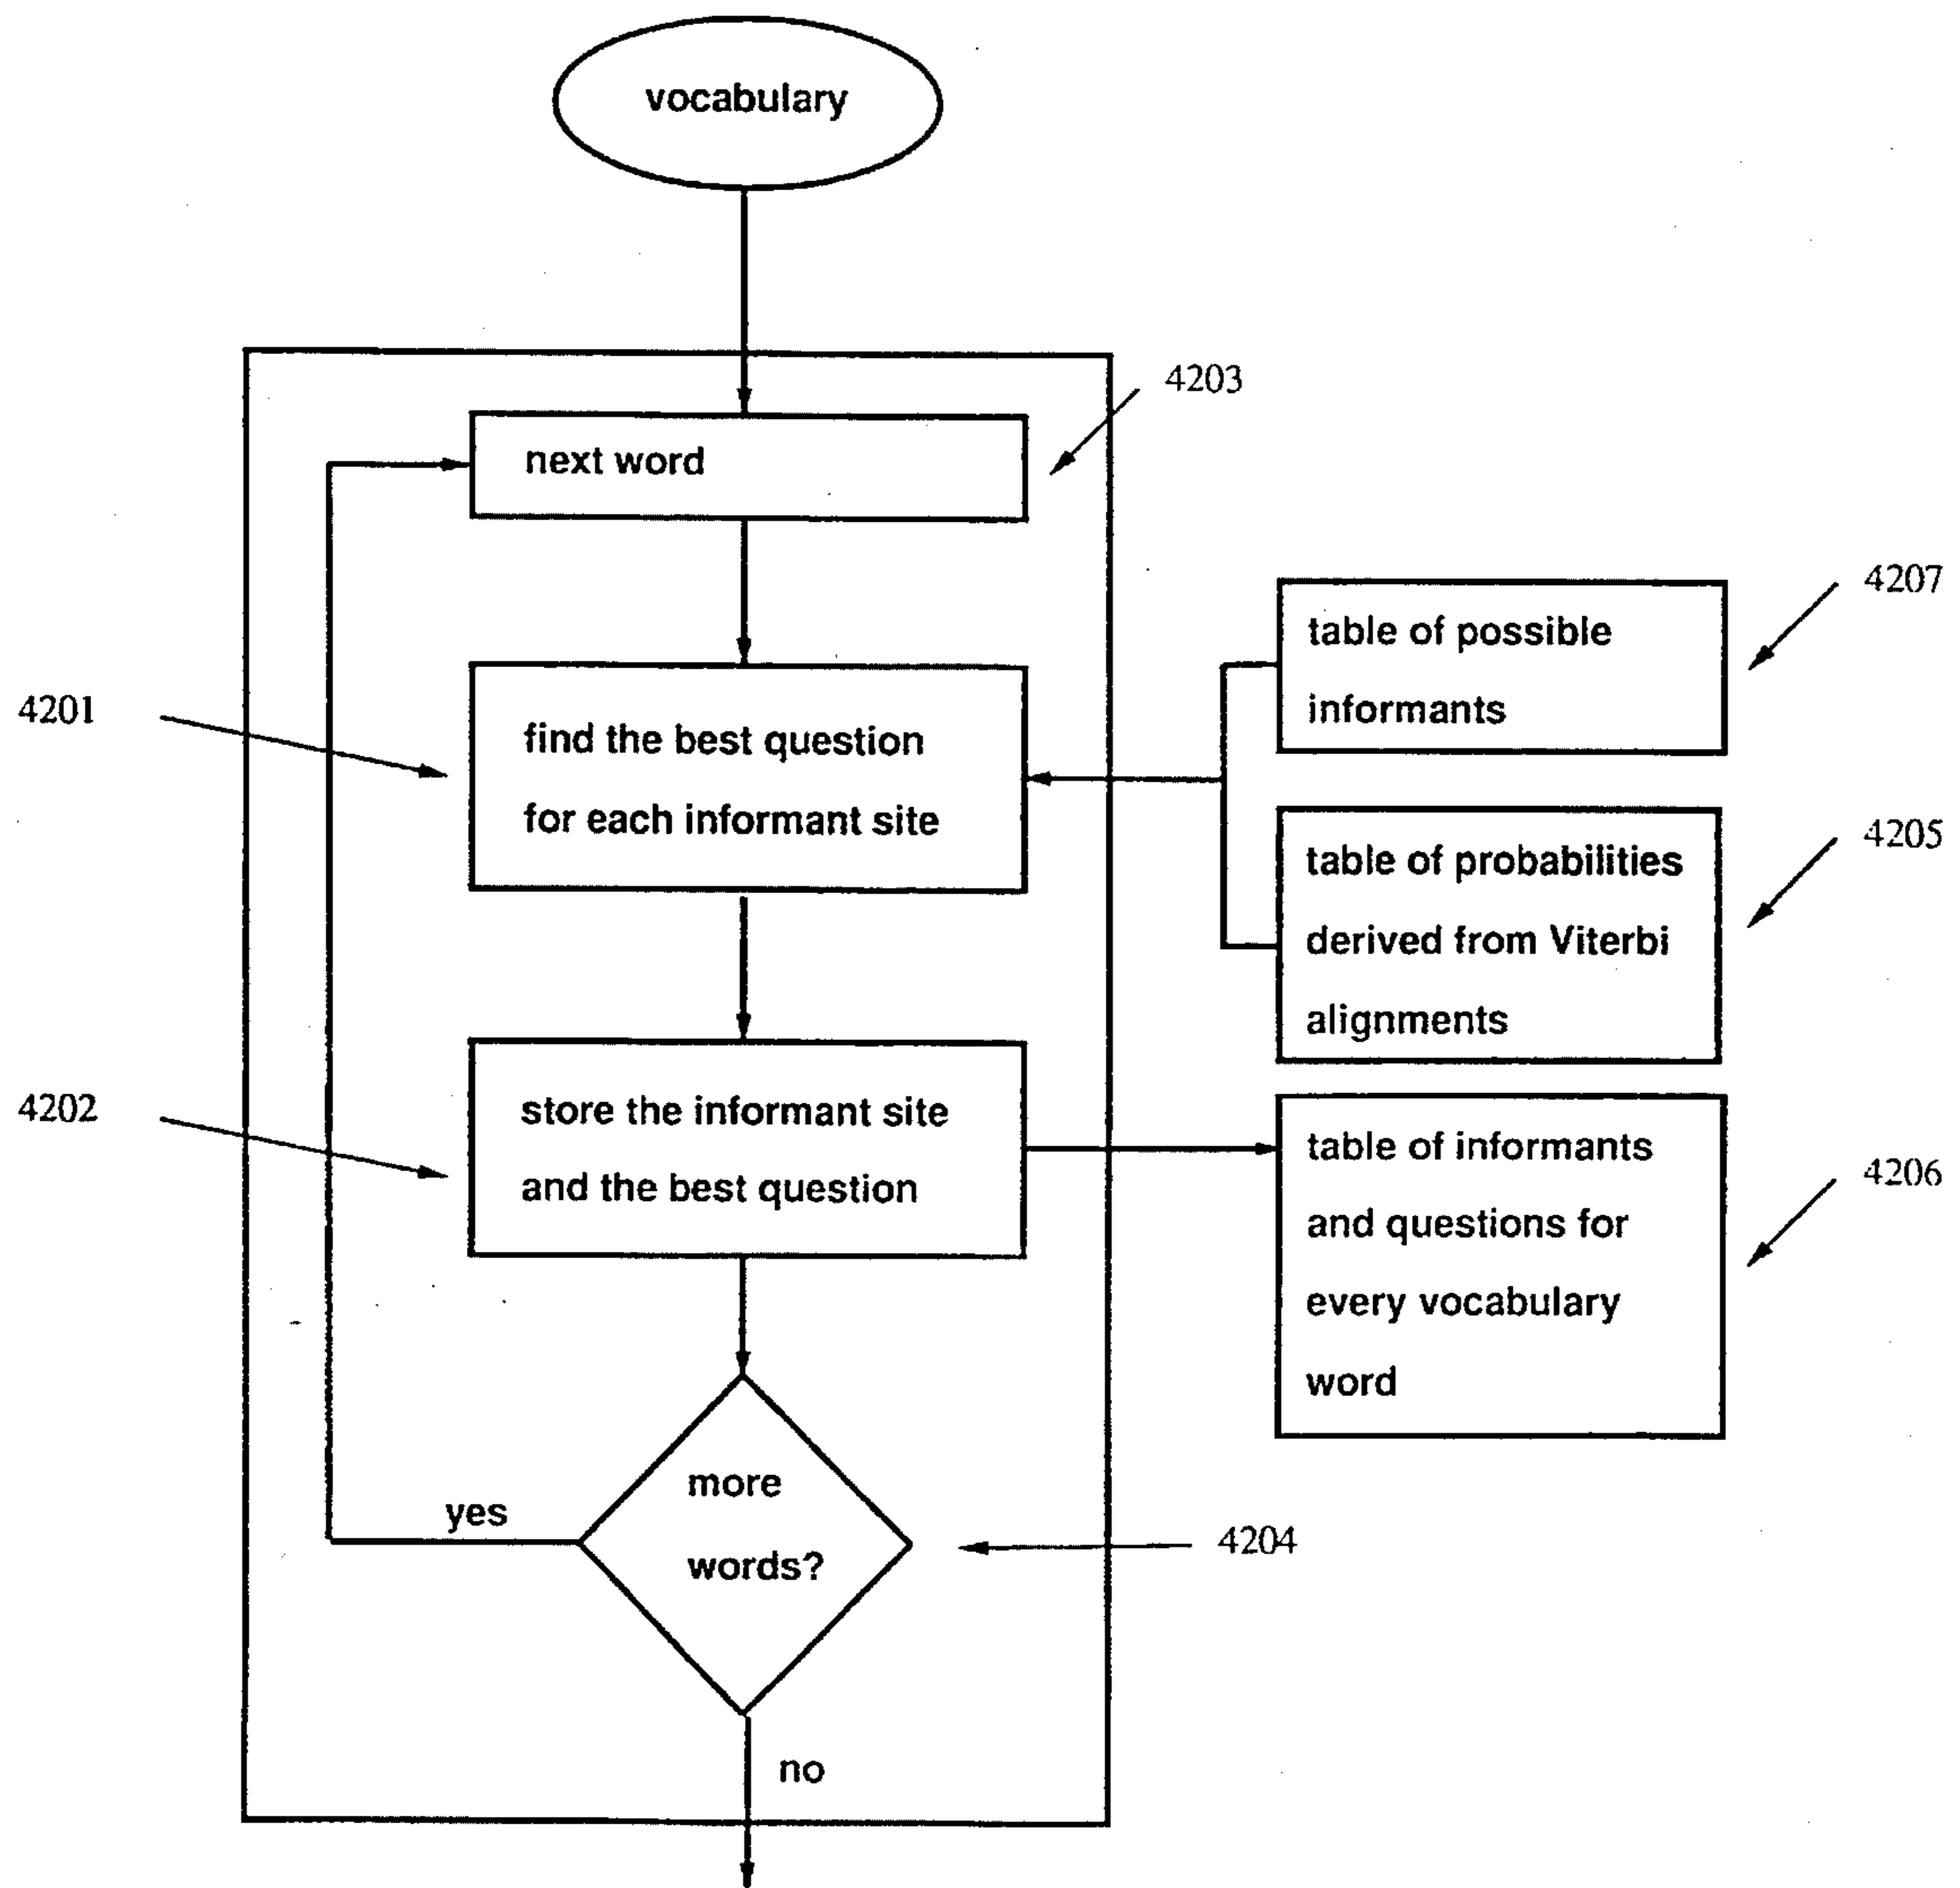 vocabulary
4203
next word
4207
table of possible
informants
4201
find the best question
for each informant site
4205
table of probabilities
derived from Viterbi
alignments
4202
store the informant site
and the best question
4206
table of informants
and questions for
every vocabulary
word
more
words?
yes
4204
no